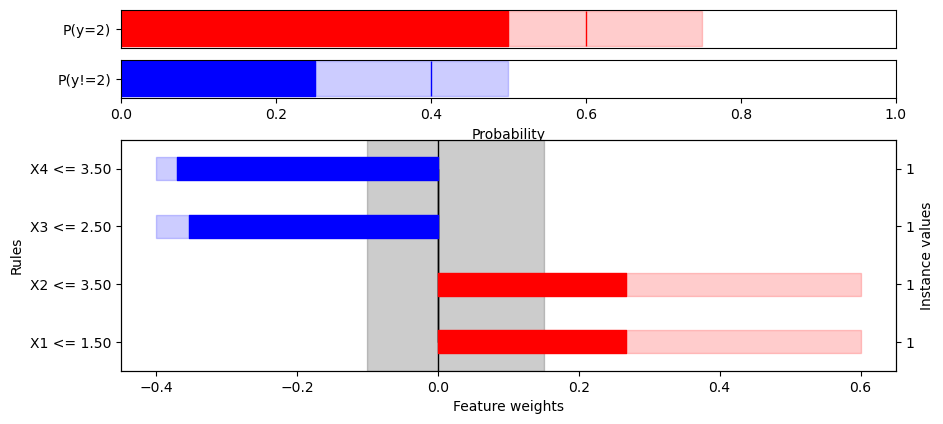 P(y=2)
P(y!=2)
0.0 0.2 0.4 0.6 0.8 1.0
Probability
X4 <= 3.50 1
X3 <= 2.50 1
X2 <= 3.50 1
X1 <= 1.50 1
Rules
Instance values
−0.4 −0.2 0.0 0.2 0.4 0.6
Feature weights